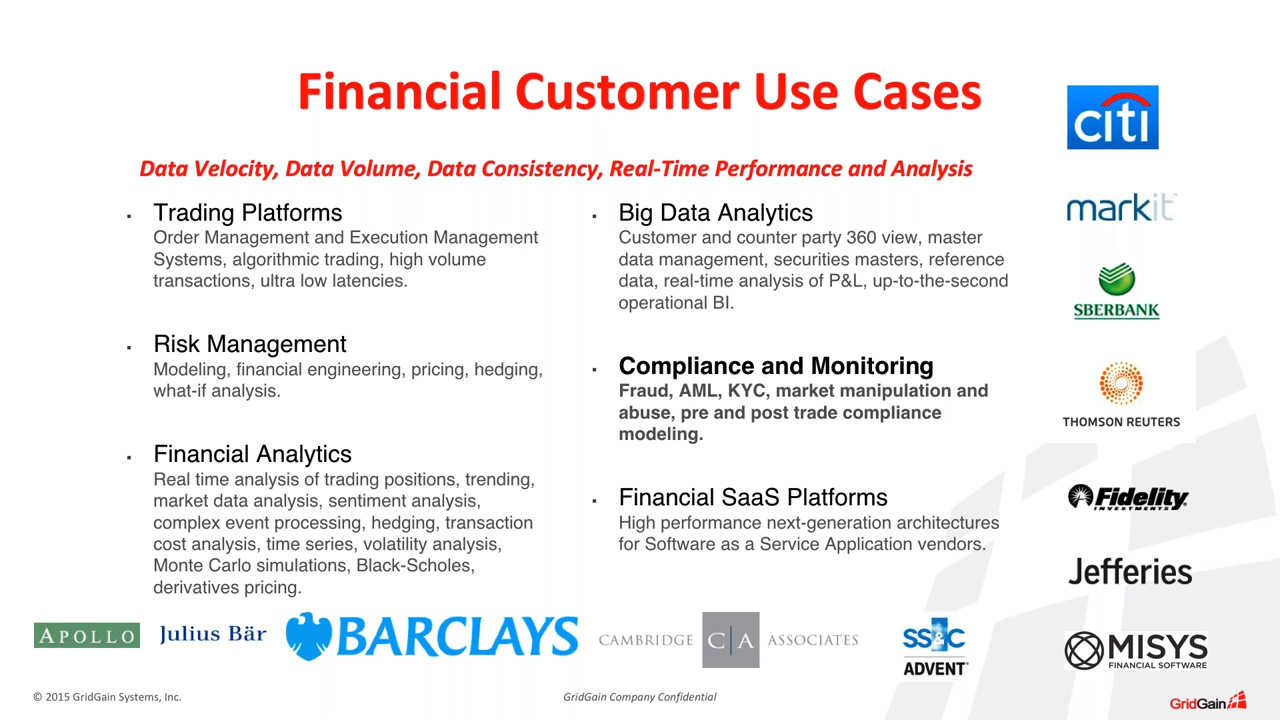 Financial Customer Use Cases
Data Velocity, Data Volume, Data Consistency, Real-Time Performance and Analysis
▪ Trading Platforms
Order Management and Execution Management
Systems, algorithmic trading, high volume
transactions, ultra low latencies.
▪ Risk Management
Modeling, financial engineering, pricing, hedging,
what-if analysis.
▪ Financial Analytics
Real time analysis of trading positions, trending,
market data analysis, sentiment analysis,
complex event processing, hedging, transaction
cost analysis, time series, volatility analysis,
Monte Carlo simulations, Black-Scholes,
derivatives pricing.
▪ Big Data Analytics
Customer and counter party 360 view, master
data management, securities masters, reference
data, real-time analysis of P&L, up-to-the-second
operational BI.
▪ Compliance and Monitoring
Fraud, AML, KYC, market manipulation and
abuse, pre and post trade compliance
modeling.
▪ Financial SaaS Platforms
High performance next-generation architectures
for Software as a Service Application vendors.
citi
markit
SBERBANK
THOMSON REUTERS
Fidelity
INVESTMENTS
Jefferies
APOLLO
Julius Bär
BARCLAYS
CAMBRIDGE C|A ASSOCIATES
SS&C
ADVENT
MISYS
FINANCIAL SOFTWARE
© 2015 GridGain Systems, Inc.
GridGain Company Confidential
GridGain